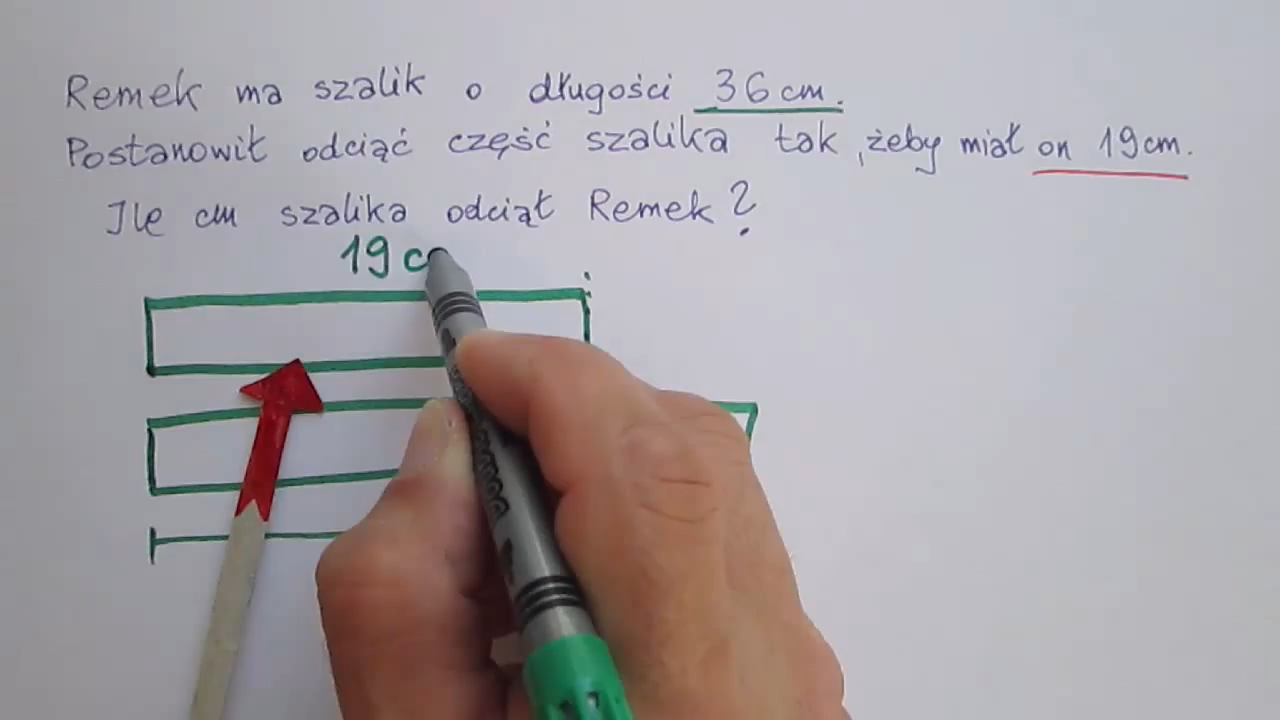 Remek ma szalik o długości 36 cm.
Postanowił odciąć część szalika tak, żeby miał on 19 cm.
Ile cm szalika odciął Remek?
19 c